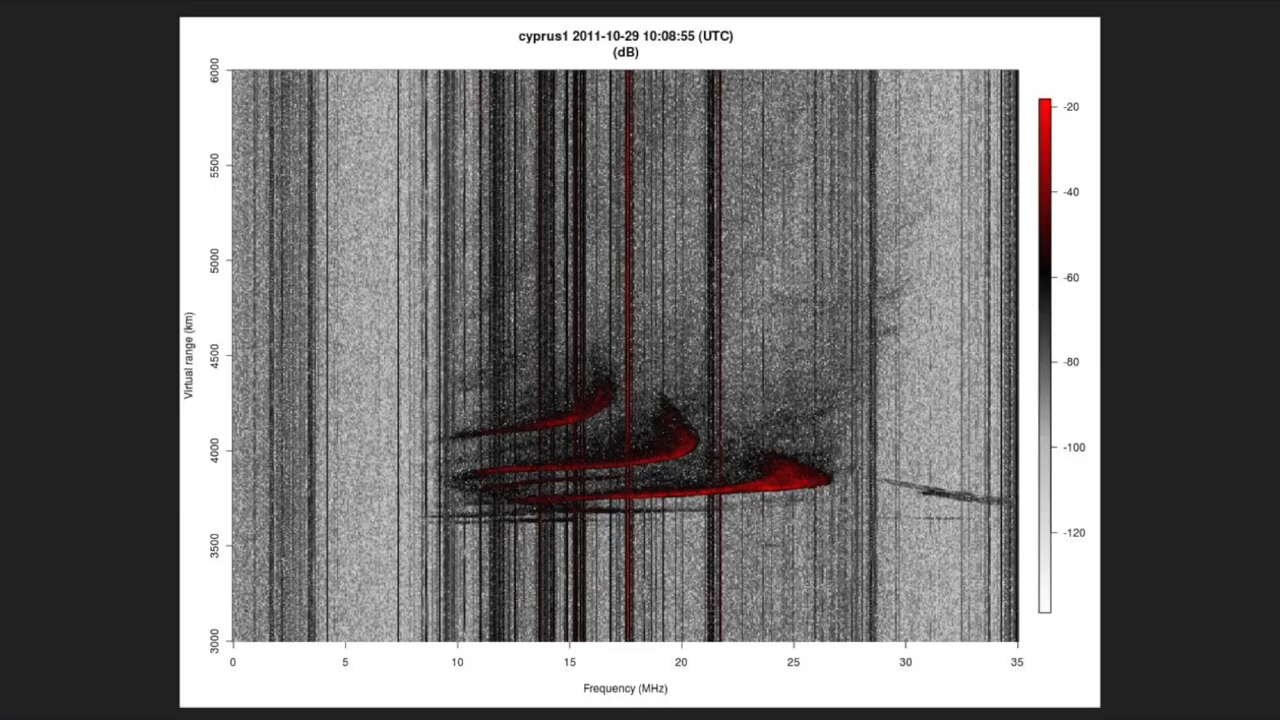 cyprus1 2011-10-29 10:08:55 (UTC)
(dB)
6000
5500
5000
4500
4000
3500
3000
Virtual range (km)
0 5 10 15 20 25 30 35
Frequency (MHz)
-20
-40
-60
-80
-100
-120